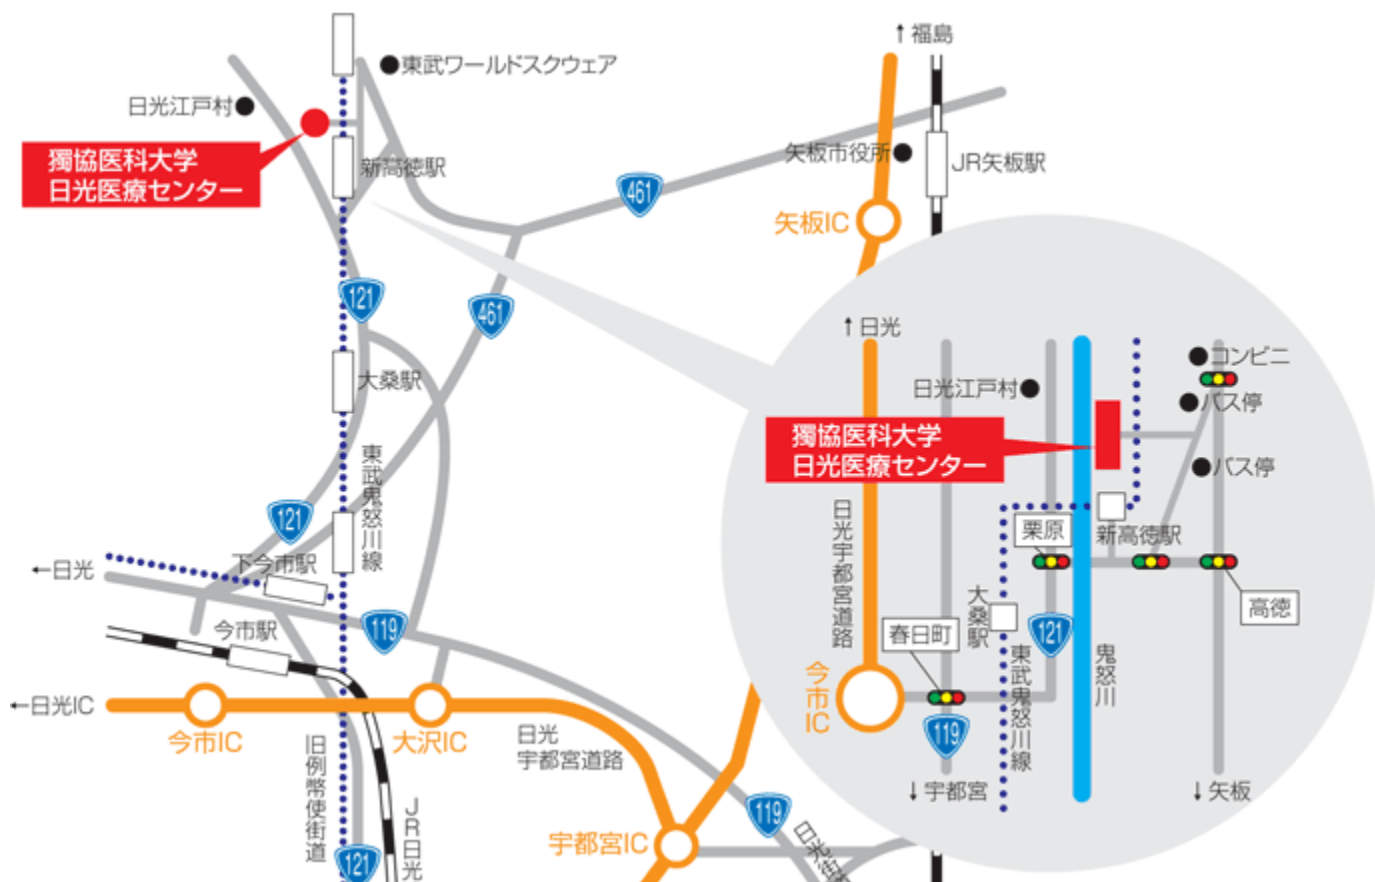 ↑福島
東武ワールドスクウェア
日光江戸村
獨協医科大学
日光医療センター
新高徳駅
矢板市役所
JR矢板駅
461
矢板IC
121
461
大桑駅
東武鬼怒川線
121
下今市駅
←日光
119
今市駅
←日光IC
今市IC
大沢IC
日光
宇都宮道路
旧例幣使街道
JR日光
121
宇都宮IC
119
日光街
↑日光
コンビニ
日光江戸村
バス停
獨協医科大学
日光医療センター
バス停
日光宇都宮道路
栗原
新高徳駅
高徳
大桑駅
春日町
121
東武鬼怒川線
鬼怒川
今市IC
119
↓宇都宮
↓矢板